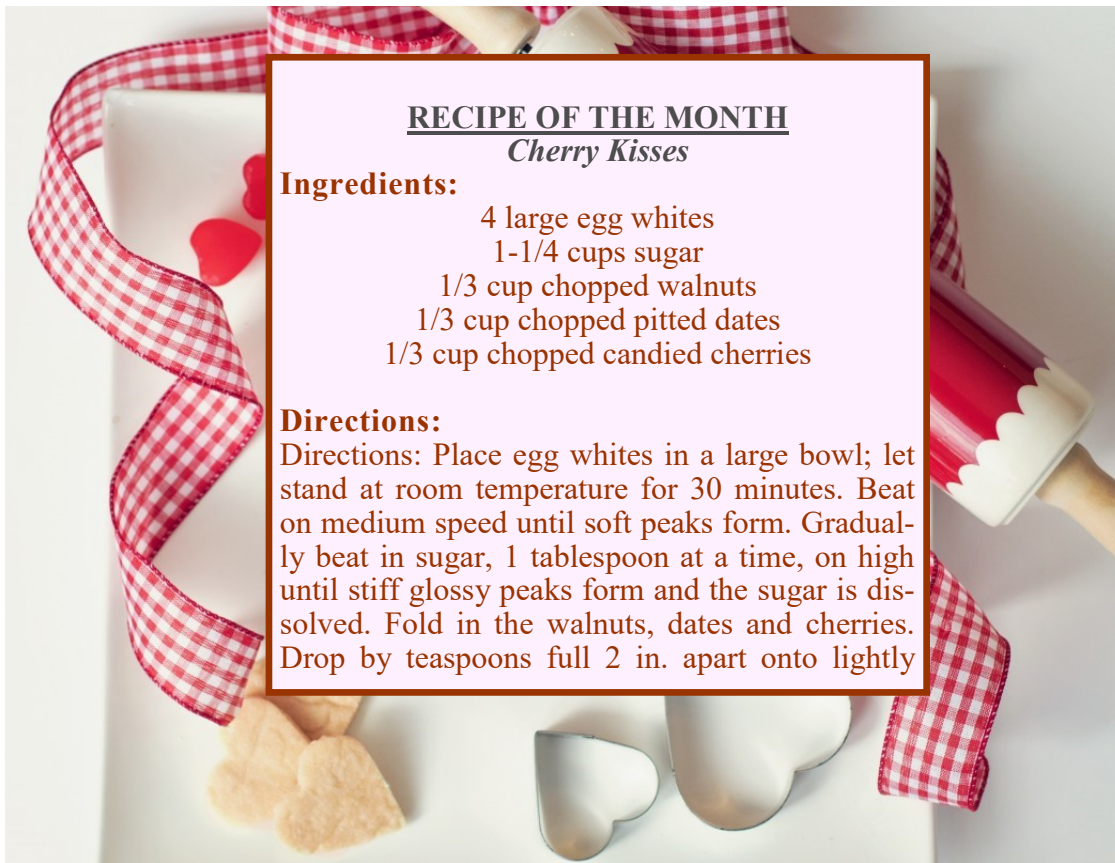 RECIPE OF THE MONTH
Cherry Kisses
Ingredients:
4 large egg whites
1-1/4 cups sugar
1/3 cup chopped walnuts
1/3 cup chopped pitted dates
1/3 cup chopped candied cherries
Directions:
Directions: Place egg whites in a large bowl; let
stand at room temperature for 30 minutes. Beat
on medium speed until soft peaks form. Gradual-
ly beat in sugar, 1 tablespoon at a time, on high
until stiff glossy peaks form and the sugar is dis-
solved. Fold in the walnuts, dates and cherries.
Drop by teaspoons full 2 in. apart onto lightly